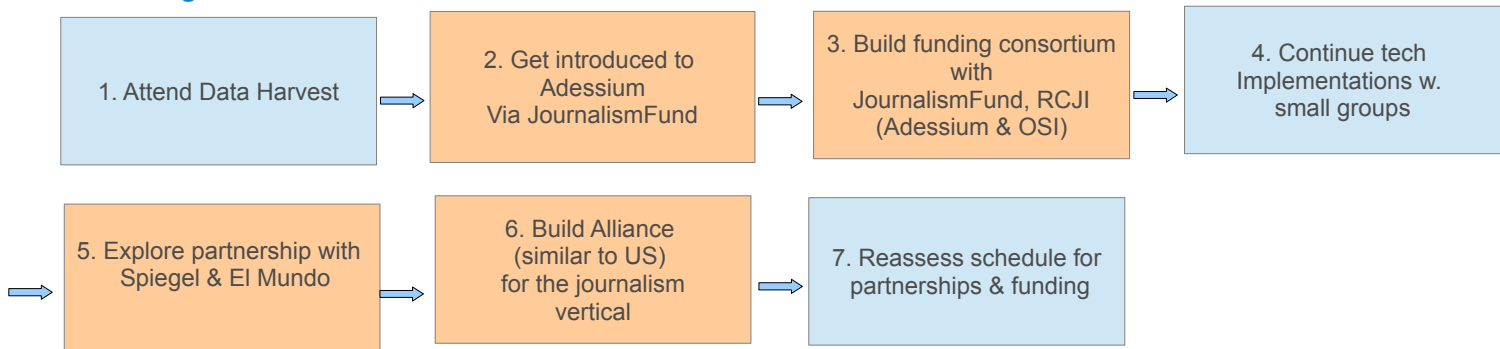 1. Attend Data Harvest
2. Get introduced to
Adessium
Via JournalismFund
3. Build funding consortium
with
JournalismFund, RCJI
(Adessium & OSI)
4. Continue tech
Implementations w.
small groups
5. Explore partnership with
Spiegel & El Mundo
6. Build Alliance
(similar to US)
for the journalism
vertical
7. Reassess schedule for
partnerships & funding